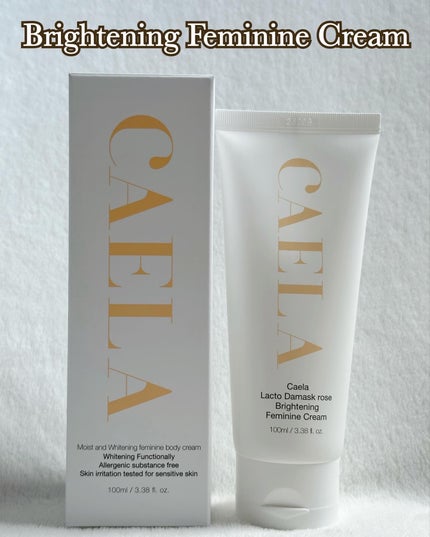 Brightening Feminine Cream
CAELA
Moist and Whitening feminine body cream
Whitening Functionally
Allergenic substance free
Skin irritation tested for sensitive skin
100ml / 3.38 fl. oz.
CAELA
Caela
Lacto Damask rose
Brightening
Feminine Cream
100ml / 3.38 fl. oz.